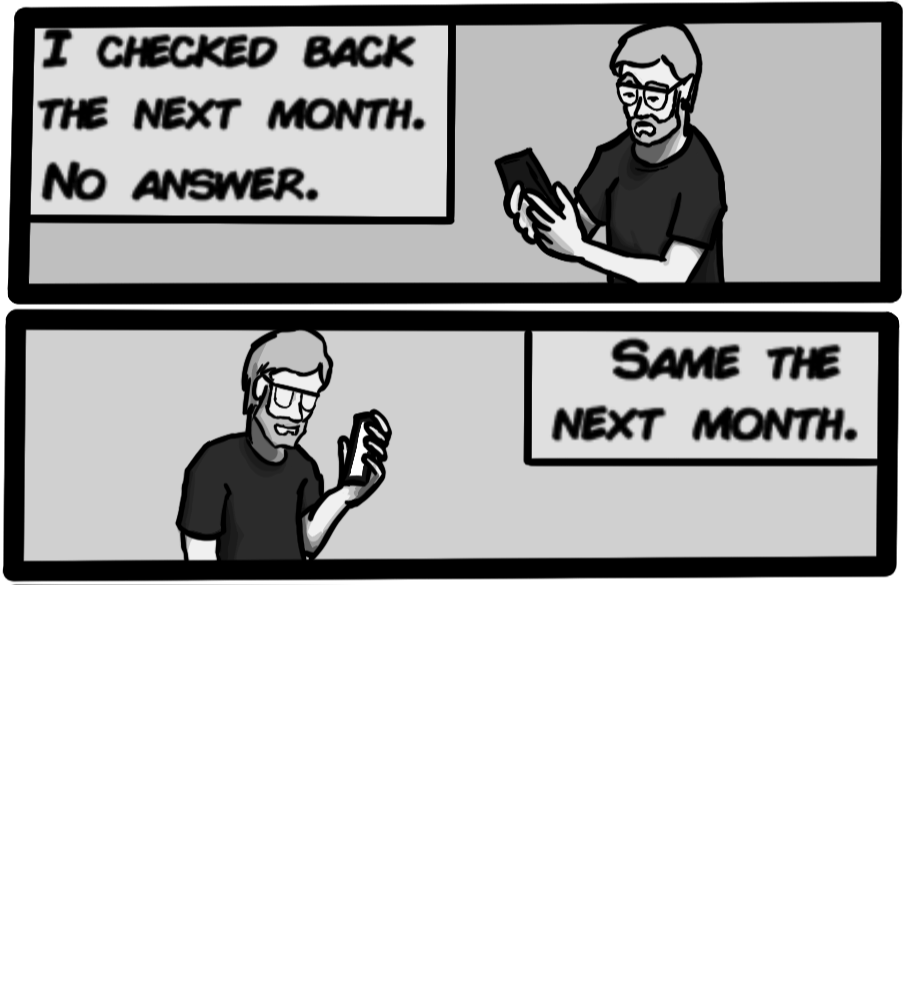 I CHECKED BACK
THE NEXT MONTH.
NO ANSWER.
SAME THE
NEXT MONTH.